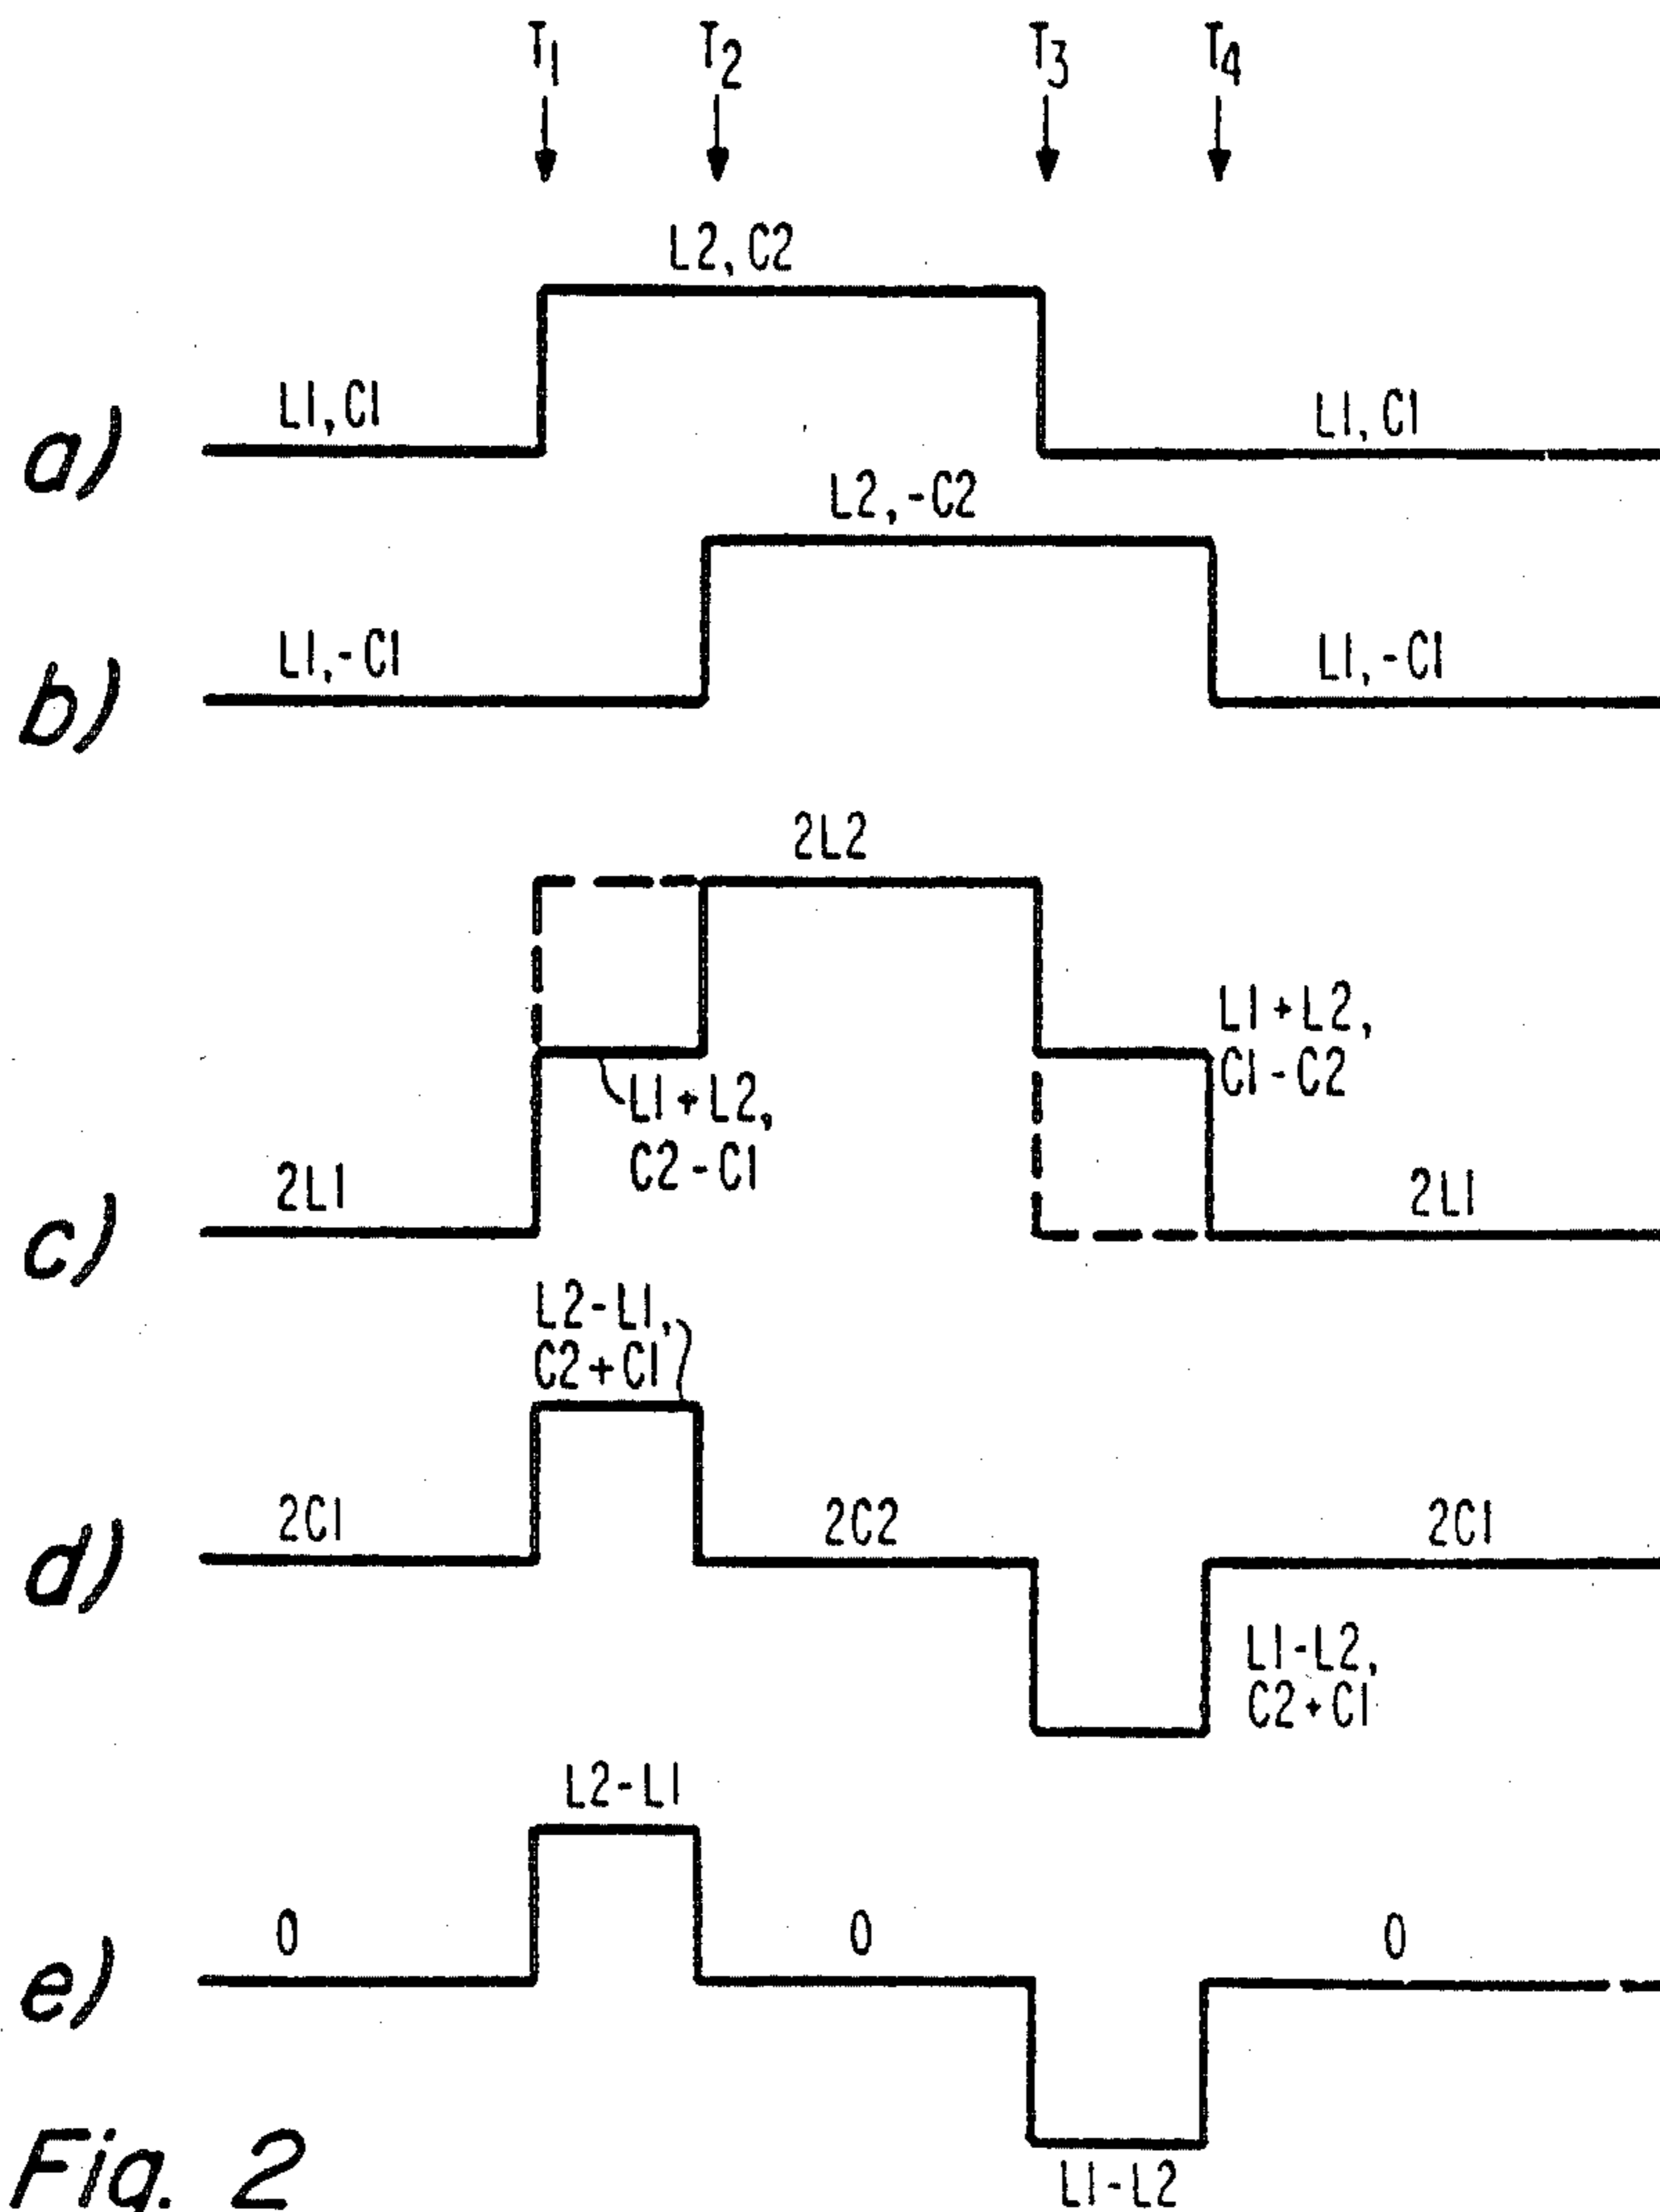 T1 T2 T3 T4
L2, C2
L1, C1
L1, C1
a)
L2, -C2
L1, -C1
L1, -C1
b)
2L2
L1 + L2,
C1 - C2
L1 + L2,
C2 - C1
2L1
2L1
c)
L2-L1,
C2+C1
2C1
2C2
2C1
d)
L1-L2,
C2+C1
L2-L1
0
0
0
e)
L1-L2
Fig. 2